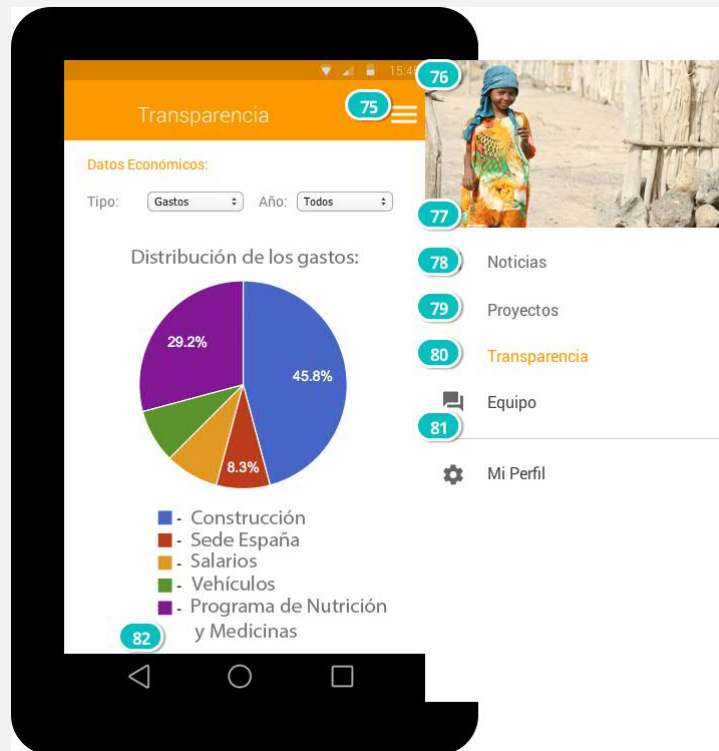 15:4
76
Transparencia
75
Datos Económicos:
Tipo:
Gastos
Año:
Todos
77
Distribución de los gastos:
78
Noticias
29.2%
79
Proyectos
45.8%
80
Transparencia
Equipo
81
8.3%
Mi Perfil
- Construcción
- Sede España
- Salarios
- Vehículos
- Programa de Nutrición
y Medicinas
82